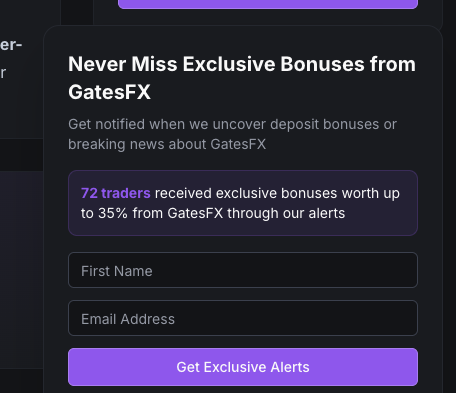 er-
r
Never Miss Exclusive Bonuses from
GatesFX
Get notified when we uncover deposit bonuses or
breaking news about GatesFX
72 traders received exclusive bonuses worth up
to 35% from GatesFX through our alerts
First Name
Email Address
Get Exclusive Alerts